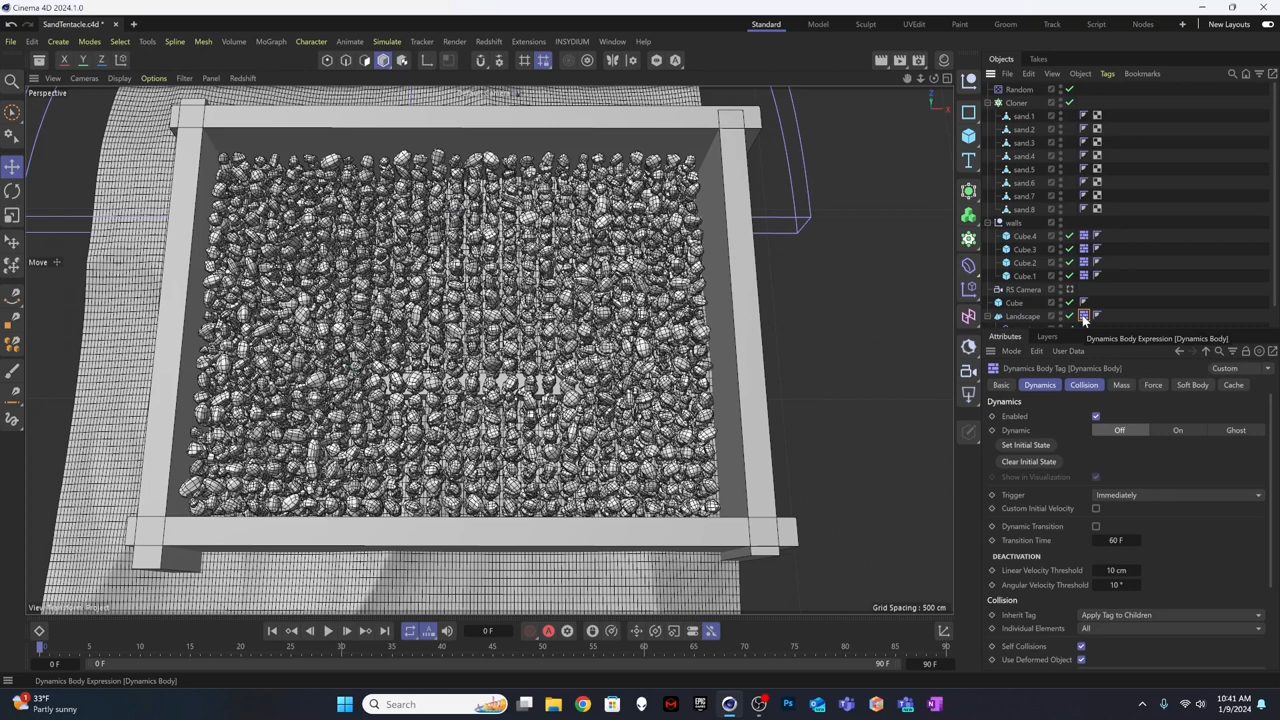 Cinema 4D 2024.1.0
SandTentacle.c4d *
Standard Model Sculpt UVEdit Paint Groom Track Script Nodes New Layouts
File Edit Create Modes Select Tools Spline Mesh Volume MoGraph Character Animate Simulate Tracker Render Redshift Extensions INSYDIUM Window Help
Objects Takes
File Edit View Object Tags Bookmarks
View Cameras Display Options Filter Panel Redshift
Perspective
Random
Cloner
sand.1
sand.2
sand.3
sand.4
sand.5
sand.6
sand.7
sand.8
walls
Cube.4
Cube.3
Cube.2
Cube.1
RS Camera
Cube
Landscape
Move
Attributes Layers
Dynamics Body Expression [Dynamics Body]
Mode Edit User Data
Dynamics Body Tag [Dynamics Body] Custom
Basic Dynamics Collision Mass Force Soft Body Cache
Dynamics
Enabled
Dynamic Off On Ghost
Set Initial State
Clear Initial State
Show in Visualization
Trigger Immediately
Custom Initial Velocity
Dynamic Transition
Transition Time 60 F
DEACTIVATION
Linear Velocity Threshold 10 cm
Angular Velocity Threshold 10 °
Collision
Inherit Tag Apply Tag to Children
Individual Elements All
Self Collisions
Use Deformed Object
Grid Spacing : 500 cm
0 F
0 5 10 15 20 25 30 35 40 45 50 55 60 65 70 75 80 85 90
0 F 0 F 90 F 90 F
Dynamics Body Expression [Dynamics Body]
33°F
Partly sunny
Search
10:41 AM
1/9/2024